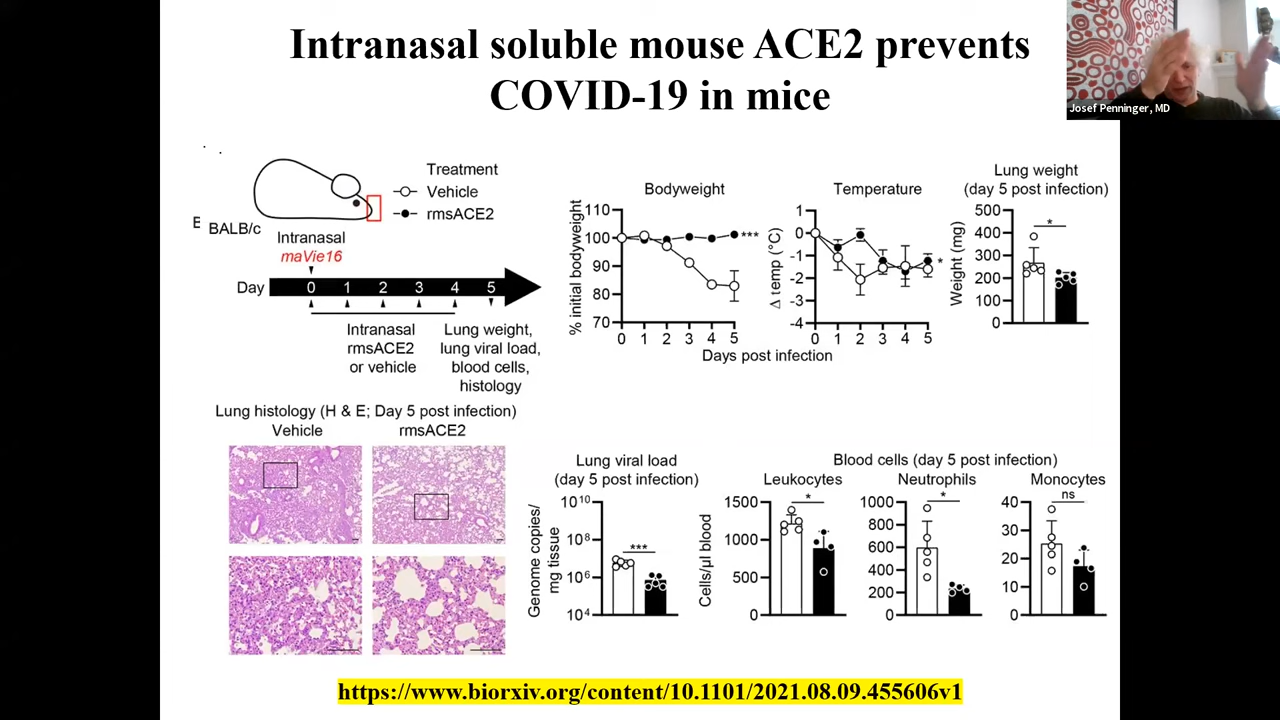 Intranasal soluble mouse ACE2 prevents
COVID-19 in mice
Josef Penninger, MD
E
BALB/c
Treatment
Vehicle
rmsACE2
Intranasal
maVie16
Day
0 1 2 3 4 5
Intranasal
rmsACE2
or vehicle
Lung weight,
lung viral load,
blood cells,
histology
Bodyweight
% initial bodyweight
110
100
90
80
70
***
0 1 2 3 4 5
Temperature
Δ temp (°C)
1
0
-1
-2
-3
-4
*
0 1 2 3 4 5
Days post infection
Lung weight
(day 5 post infection)
Weight (mg)
500
400
300
200
100
0
*
Lung histology (H & E; Day 5 post infection)
Vehicle
rmsACE2
Lung viral load
(day 5 post infection)
Genome copies/
mg tissue
10¹⁰
10⁸
10⁶
10⁴
***
Blood cells (day 5 post infection)
Leukocytes
Cells/µl blood
1500
1000
500
0
*
Neutrophils
1000
800
600
400
200
0
*
Monocytes
ns
40
30
20
10
0
https://www.biorxiv.org/content/10.1101/2021.08.09.455606v1